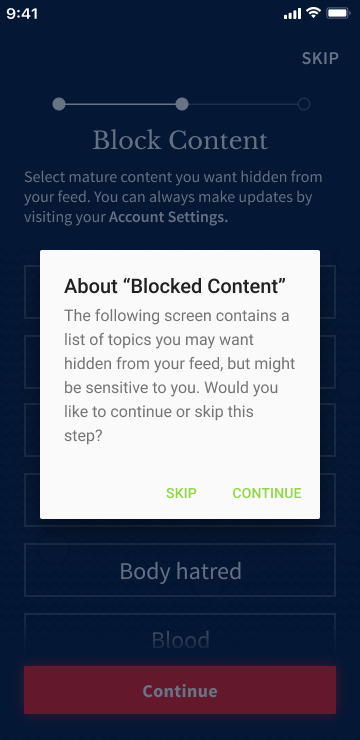 9:41
SKIP
Block Content
Select mature content you want hidden from
your feed. You can always make updates by
visiting your Account Settings.
About “Blocked Content”
The following screen contains a
list of topics you may want
hidden from your feed, but might
be sensitive to you. Would you
like to continue or skip this
step?
SKIP CONTINUE
Body hatred
Blood
Continue